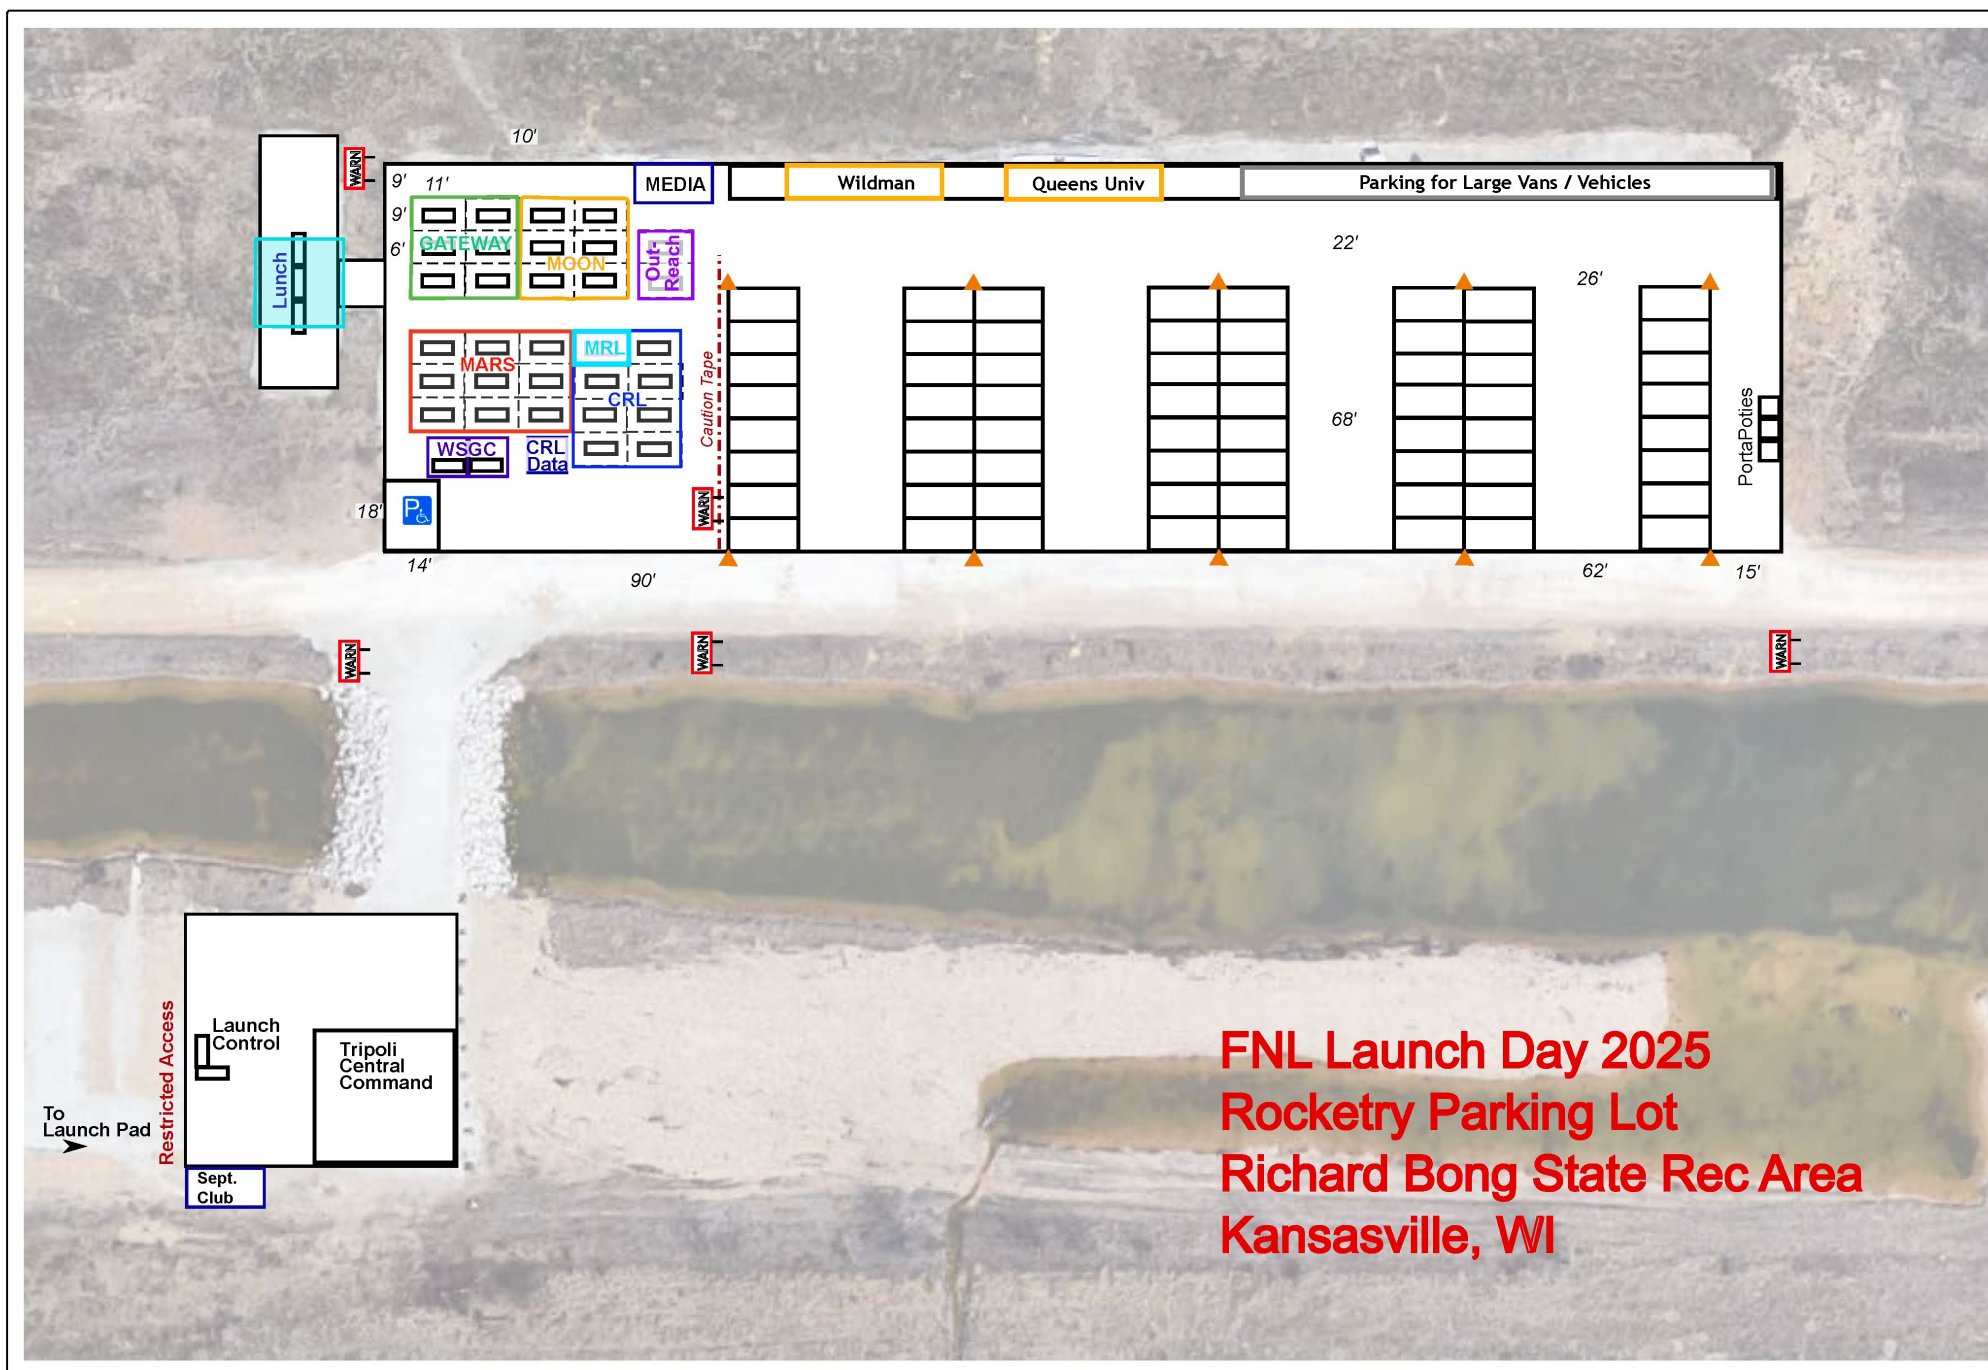 10'
WARN
9'
11'
MEDIA
Wildman
Queens Univ
Parking for Large Vans / Vehicles
9'
GATEWAY
6'
MOON
Out-
Reach
22'
26'
Lunch
MARS
MRL
CRL
Caution Tape
68'
PortaPoties
WSGC
CRL
Data
18'
P
WARN
14'
90'
62'
15'
WARN
WARN
WARN
Launch
Control
Tripoli
Central
Command
Restricted Access
To
Launch Pad
Sept.
Club
FNL Launch Day 2025
Rocketry Parking Lot
Richard Bong State Rec Area
Kansasville, WI